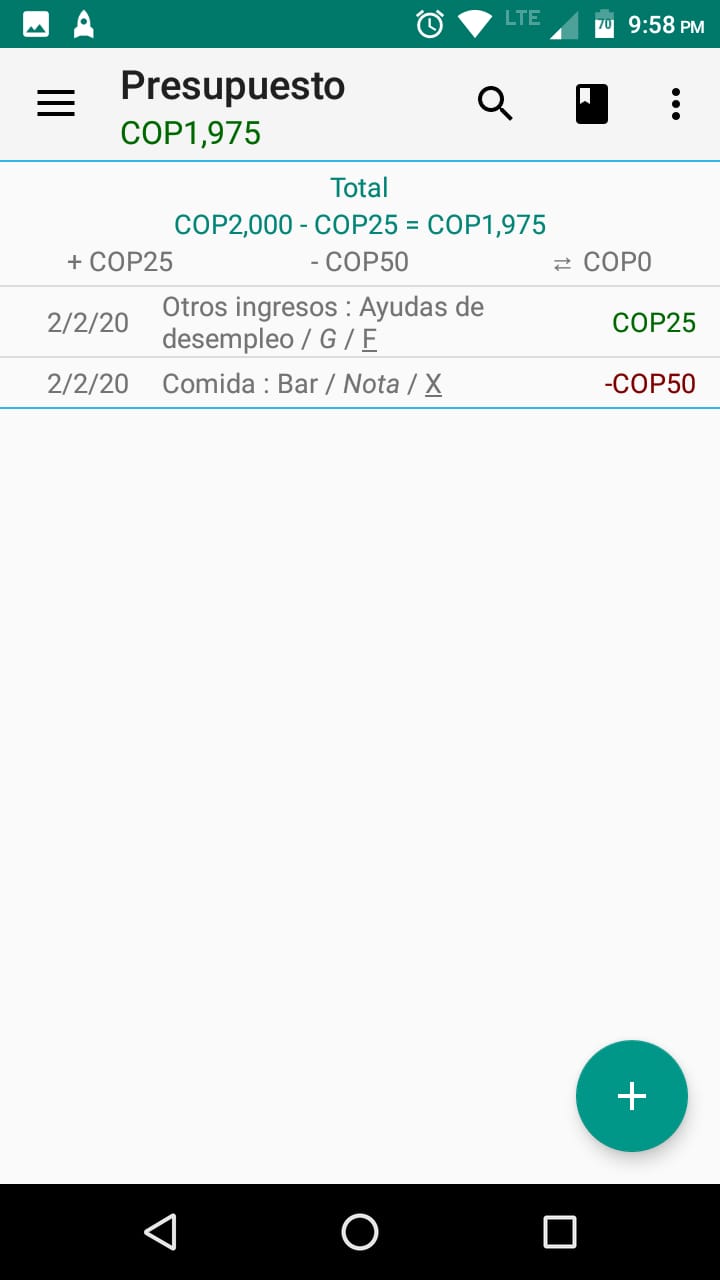 LTE 70 9:58 PM
Presupuesto
COP1,975
Total
COP2,000 - COP25 = COP1,975
+ COP25 - COP50 ⇄ COP0
2/2/20 Otros ingresos : Ayudas de desempleo / G / F COP25
2/2/20 Comida : Bar / Nota / X -COP50